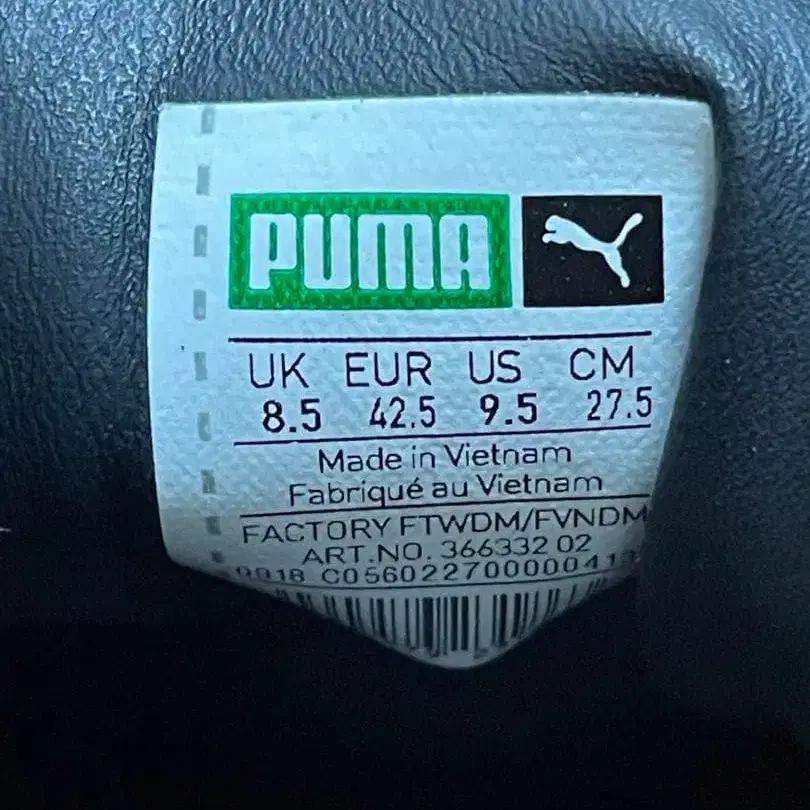 PUMA
UK EUR US CM
8.5 42.5 9.5 27.5
Made in Vietnam
Fabriqué au Vietnam
FACTORY FTWDM/FVNDM
ART.NO. 366332 02